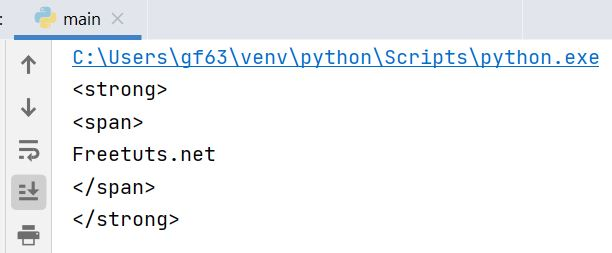 :
main
C:\Users\gf63\venv\python\Scripts\python.exe
<strong>
<span>
Freetuts.net
</span>
</strong>